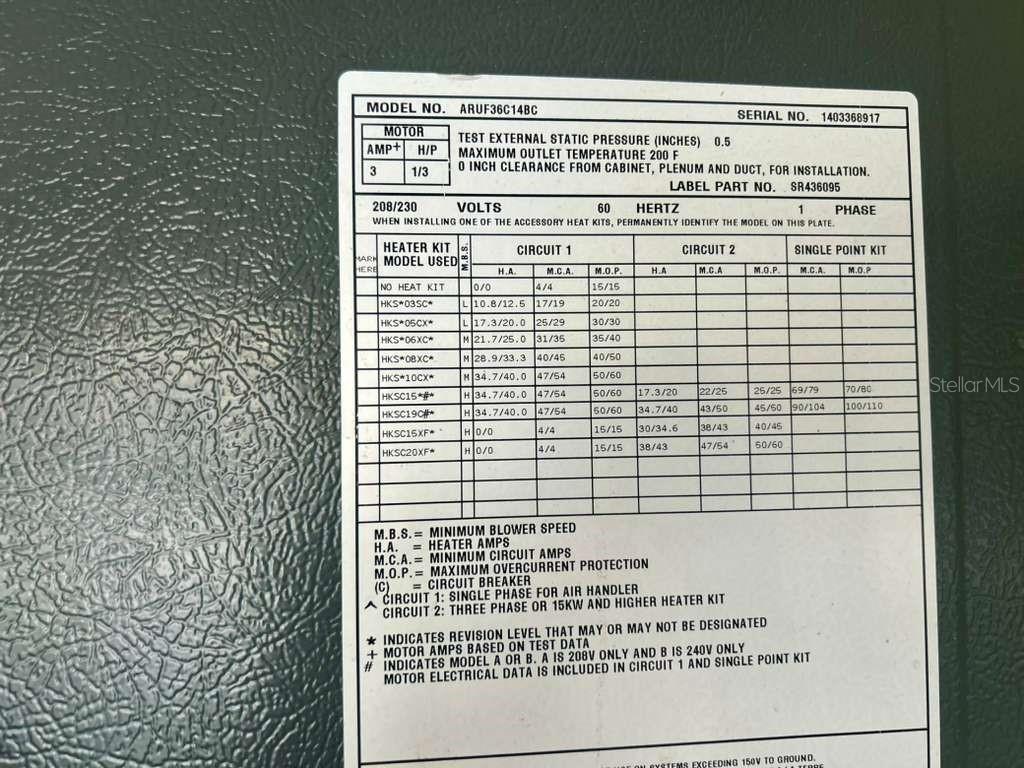 MODEL NO. ARUF36C14BC SERIAL NO. 1403368917
MOTOR
AMP+ H/P
3 1/3
TEST EXTERNAL STATIC PRESSURE (INCHES) 0.5
MAXIMUM OUTLET TEMPERATURE 200 F
0 INCH CLEARANCE FROM CABINET, PLENUM AND DUCT, FOR INSTALLATION.
LABEL PART NO. SR436095
208/230 VOLTS 60 HERTZ 1 PHASE
WHEN INSTALLING ONE OF THE ACCESSORY HEAT KITS, PERMANENTLY IDENTIFY THE MODEL ON THIS PLATE.
MARK HERE HEATER KIT MODEL USED M.B.S. CIRCUIT 1 CIRCUIT 2 SINGLE POINT KIT
H.A. M.C.A. M.O.P. H.A M.C.A M.O.P. M.C.A. M.O.P
NO HEAT KIT 0/0 4/4 15/15
HKS*03SC* L 10.8/12.5 17/19 20/20
HKS*05CX* L 17.3/20.0 25/29 30/30
HKS*06XC* M 21.7/25.0 31/35 35/40
HKS*08XC* M 28.9/33.3 40/45 40/50
HKS*10CX* M 34.7/40.0 47/54 50/60
HKSC15*#* H 34.7/40.0 47/54 50/60 17.3/20 22/25 25/25 69/79 70/80
HKSC19C#* H 34.7/40.0 47/54 50/60 34.7/40 43/50 45/50 90/104 100/110
HKSC15XF* H 0/0 4/4 15/15 30/34.6 38/43 40/45
HKSC20XF* H 0/0 4/4 15/15 38/43 47/54 50/60
M.B.S. = MINIMUM BLOWER SPEED
H.A. = HEATER AMPS
M.C.A. = MINIMUM CIRCUIT AMPS
M.O.P. = MAXIMUM OVERCURRENT PROTECTION
(C) = CIRCUIT BREAKER
^ CIRCUIT 1: SINGLE PHASE FOR AIR HANDLER
CIRCUIT 2: THREE PHASE OR 15KW AND HIGHER HEATER KIT
* INDICATES REVISION LEVEL THAT MAY OR MAY NOT BE DESIGNATED
+ MOTOR AMPS BASED ON TEST DATA
# INDICATES MODEL A OR B. A IS 208V ONLY AND B IS 240V ONLY
MOTOR ELECTRICAL DATA IS INCLUDED IN CIRCUIT 1 AND SINGLE POINT KIT
ON SYSTEMS EXCEEDING 150V TO GROUND.
StellarMLS